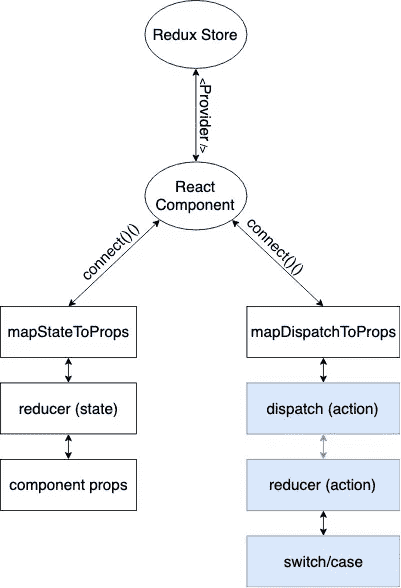 Redux Store
<Provider />
React
Component
connect()()
connect()()
mapStateToProps
mapDispatchToProps
reducer (state)
dispatch (action)
component props
reducer (action)
switch/case